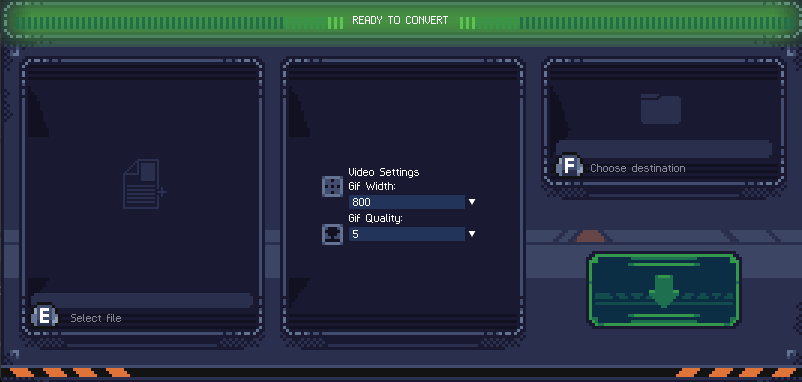 READY TO CONVERT
Video Settings
Gif Width:
800
Gif Quality:
5
E Select file
F Choose destination